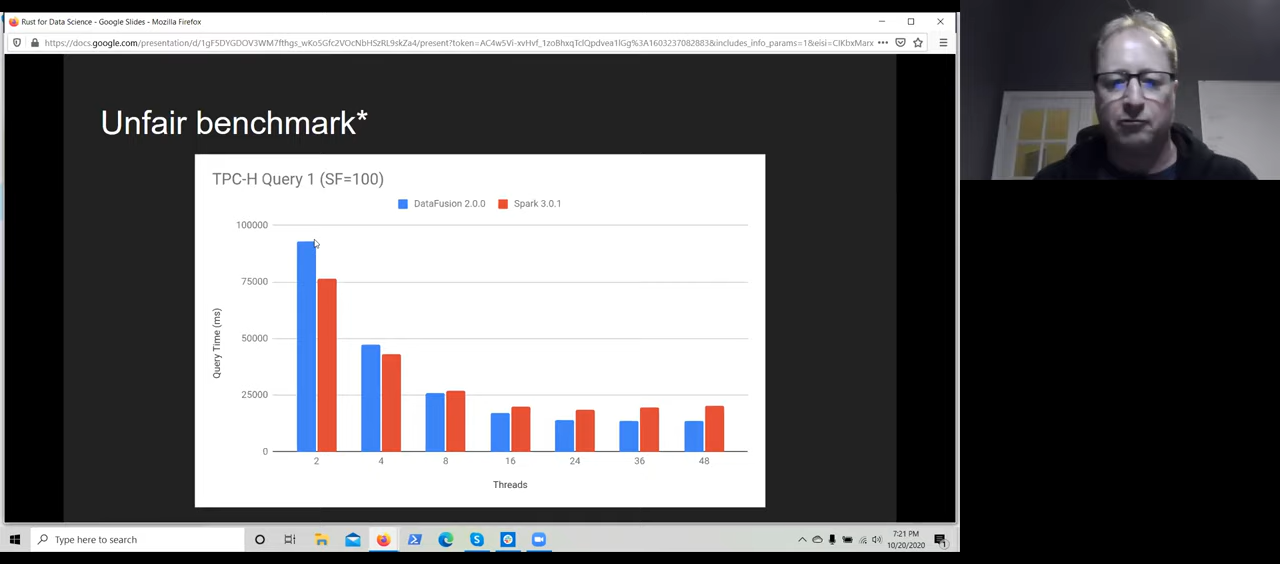 Rust for Data Science - Google Slides - Mozilla Firefox
Unfair benchmark*
TPC-H Query 1 (SF=100)
DataFusion 2.0.0
Spark 3.0.1
100000
75000
50000
25000
0
Query Time (ms)
2
4
8
16
24
36
48
Threads
Type here to search
7:21 PM
10/20/2020